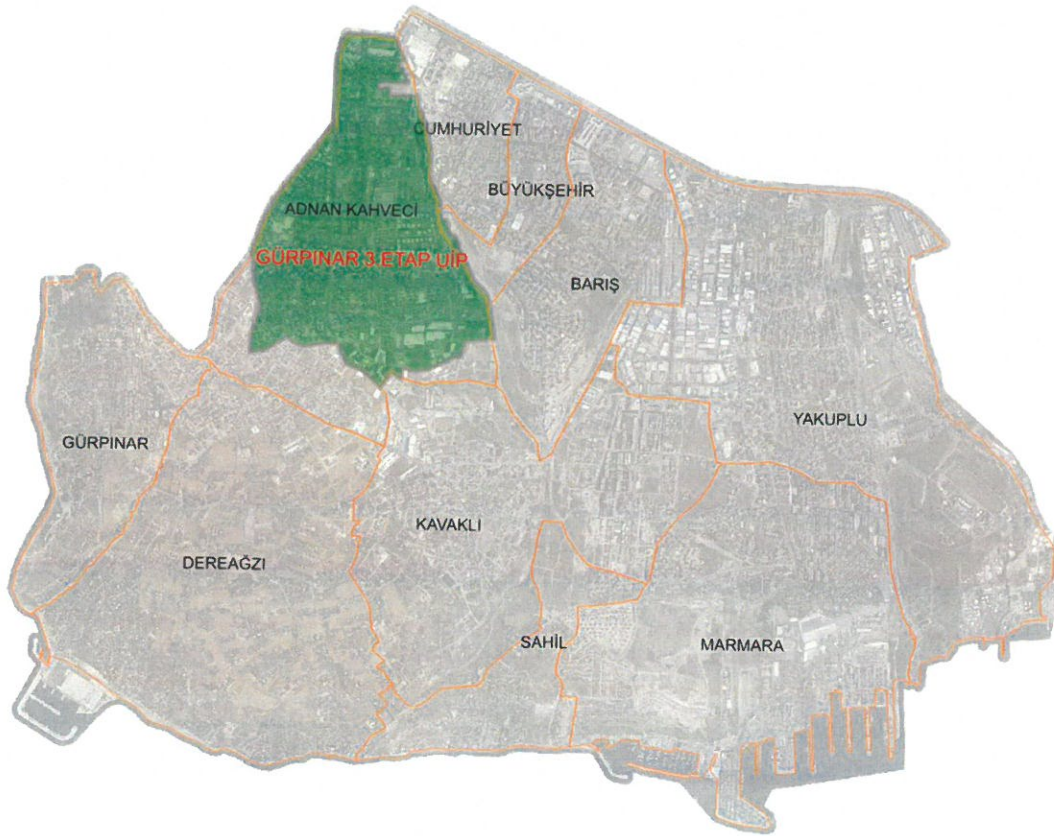 CUMHURİYET
BÜYÜKŞEHİR
ADNAN KAHVECİ
GÜRPINAR 3.ETAP UİP
BARIŞ
YAKUPLU
GÜRPINAR
KAVAKLI
DEREAĞZI
SAHİL
MARMARA